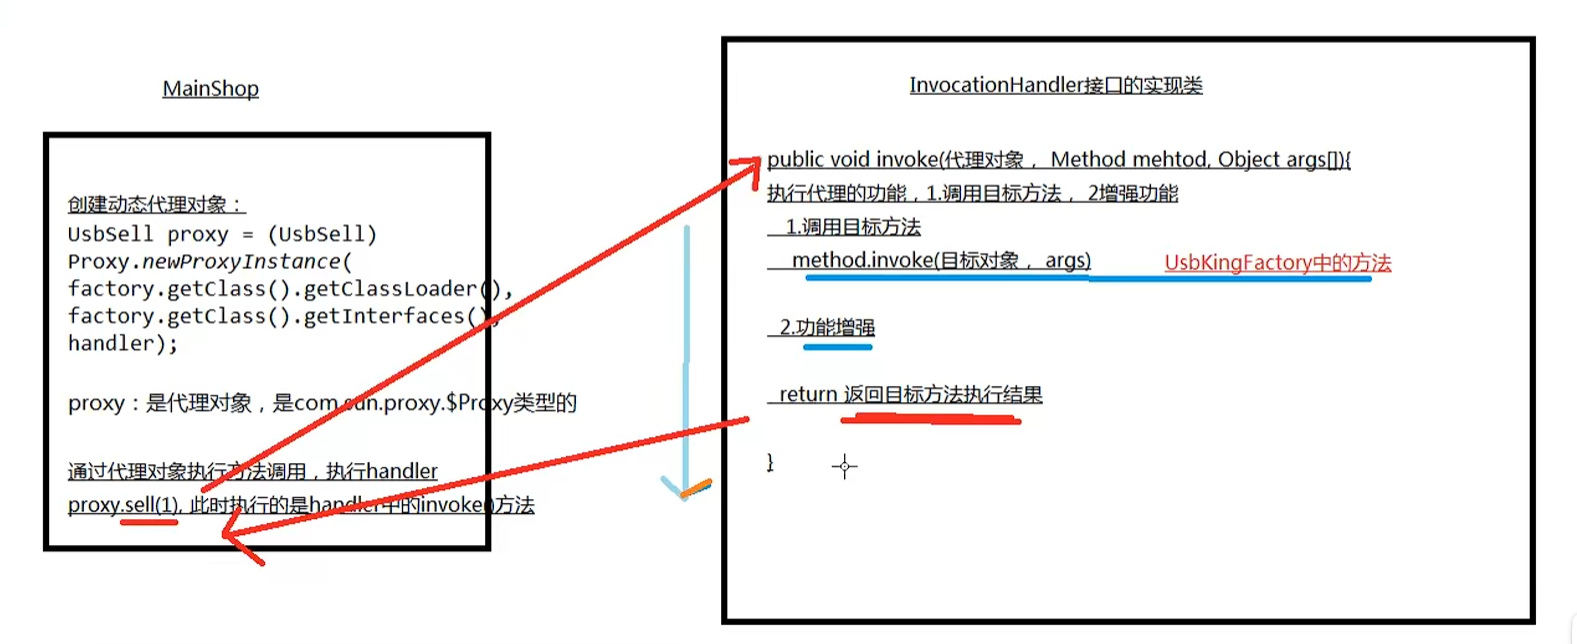 MainShop
创建动态代理对象：
UsbSell proxy = (UsbSell)
Proxy.newProxyInstance(
factory.getClass().getClassLoader(),
factory.getClass().getInterfaces(),
handler);
proxy：是代理对象，是com.sun.proxy.$Proxy类型的
通过代理对象执行方法调用，执行handler
proxy.sell(1), 此时执行的是handler中的invoke()方法
InvocationHandler接口的实现类
public void invoke(代理对象， Method mehtod, Object args[]){
执行代理的功能，1.调用目标方法， 2增强功能
1.调用目标方法
method.invoke(目标对象， args) UsbKingFactory中的方法
2.功能增强
return 返回目标方法执行结果
}